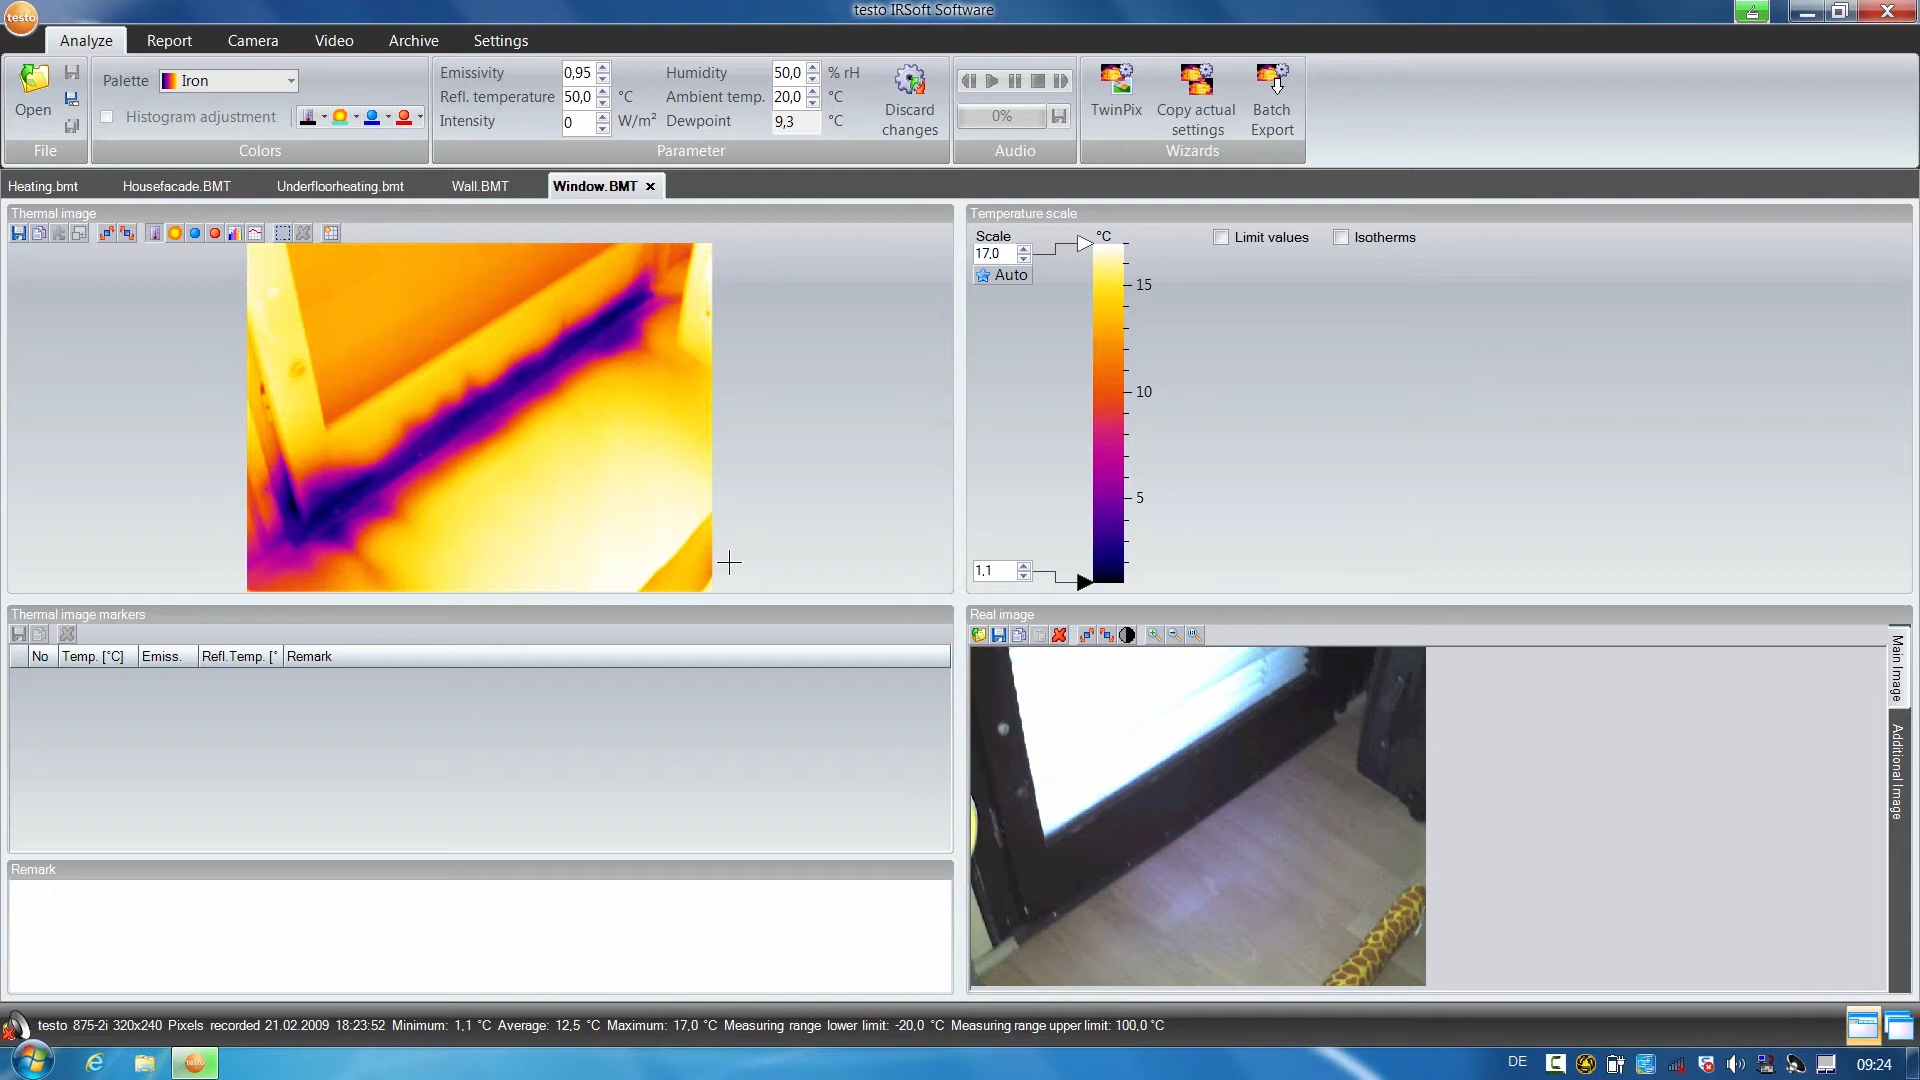 testo IRSoft Software
testo
Analyze Report Camera Video Archive Settings
Open
File
Palette Iron
Histogram adjustment
Colors
Emissivity 0,95 Humidity 50,0 % rH
Refl. temperature 50,0 °C Ambient temp. 20,0 °C
Intensity 0 W/m² Dewpoint 9,3 °C
Discard changes
Parameter
0%
Audio
TwinPix
Copy actual settings
Batch Export
Wizards
Heating.bmt Housefacade.BMT Underfloorheating.bmt Wall.BMT Window.BMT
Thermal image
Temperature scale
Scale °C
17,0
Auto
Limit values Isotherms
15
10
5
1,1
Thermal image markers
No Temp. [°C] Emiss. Refl.Temp. [° Remark
Remark
Real image
Main Image
Additional Image
testo 875-2i 320x240 Pixels recorded 21.02.2009 18:23:52 Minimum: 1,1 °C Average: 12,5 °C Maximum: 17,0 °C Measuring range lower limit: -20,0 °C Measuring range upper limit: 100,0 °C
testo
DE
09:24